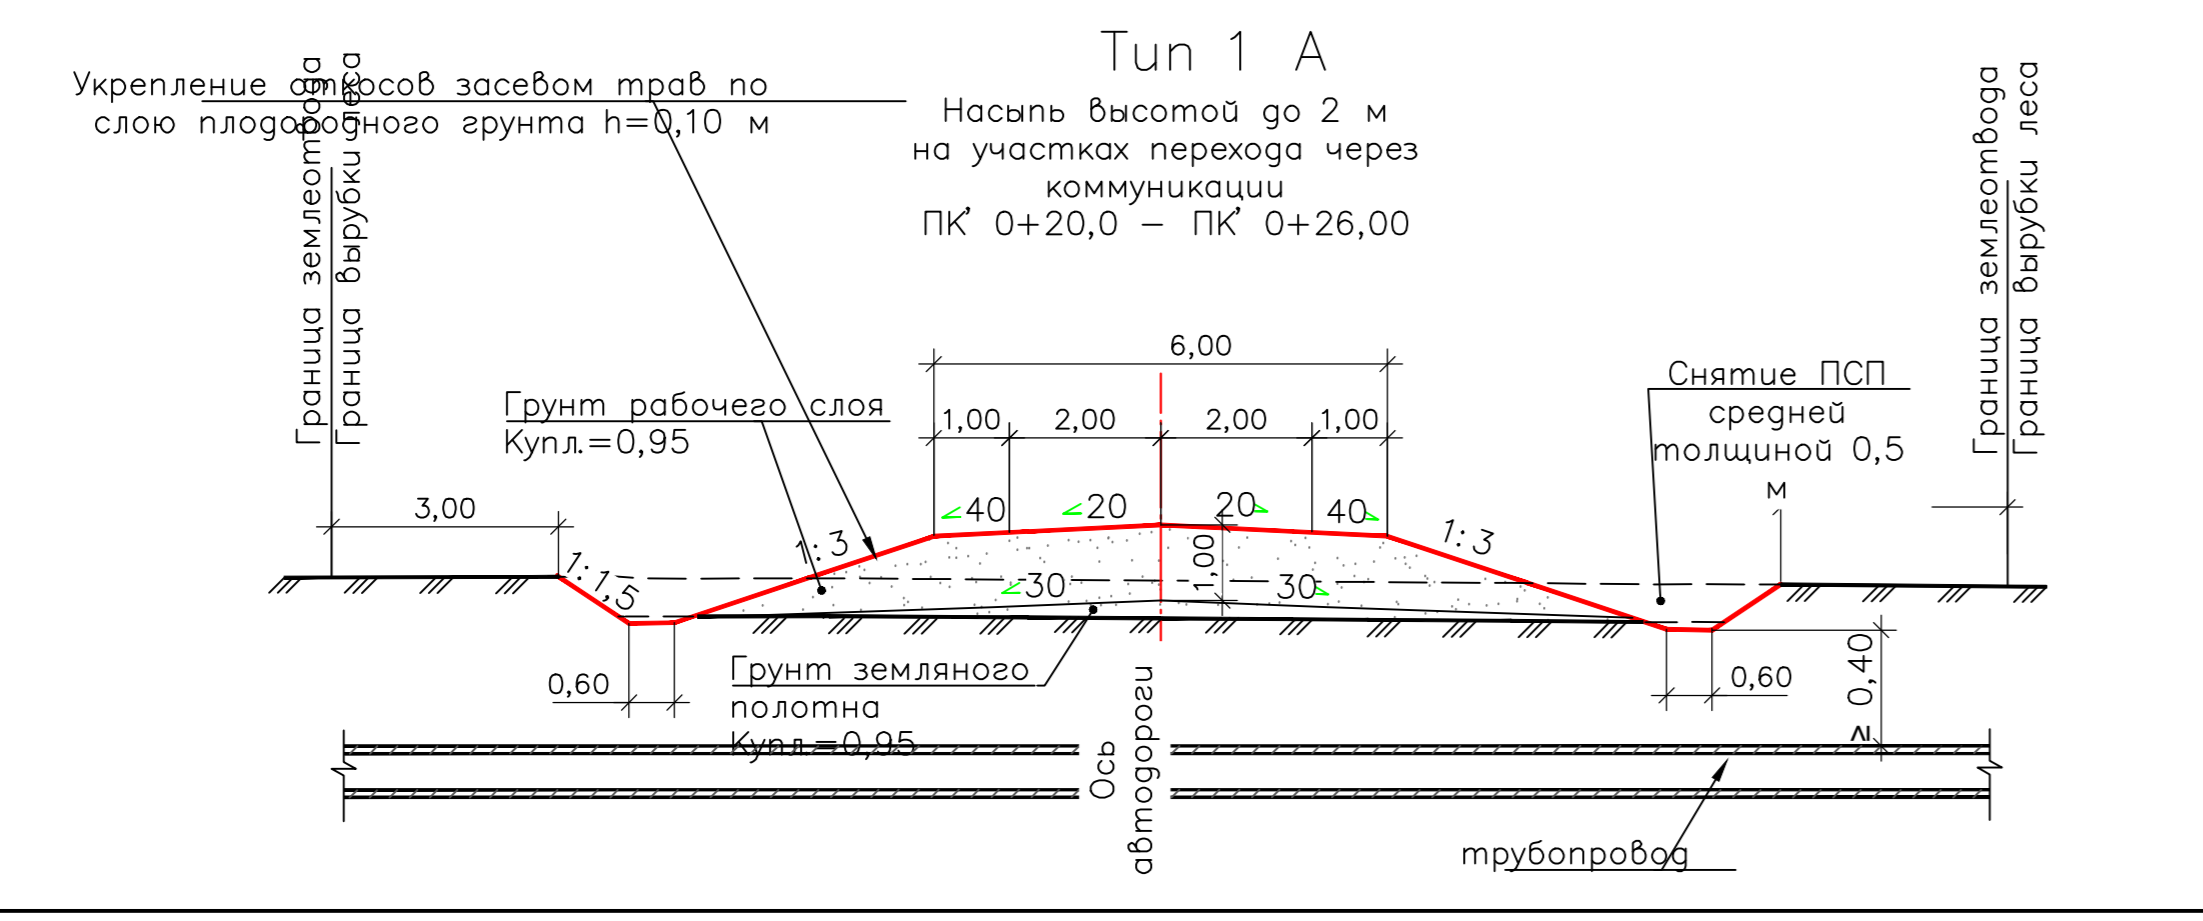 Тип 1 А
Насыпь высотой до 2 м
на участках перехода через
коммуникации
ПК' 0+20,0 – ПК' 0+26,00
Укрепление откосов засевом трав по
слою плодородного грунта h=0,10 м
Граница землеотвода
Граница вырубки леса
Граница землеотвода
Граница вырубки леса
6,00
1,00
2,00
2,00
1,00
Грунт рабочего слоя
Купл.=0,95
Снятие ПСП
средней
толщиной 0,5
м
3,00
40
20
20
40
1:3
1:3
1:1,5
1,00
30
30
Грунт земляного
полотна
Купл.=0,95
0,60
0,60
≥ 0,40
Ось
автодороги
трубопровод